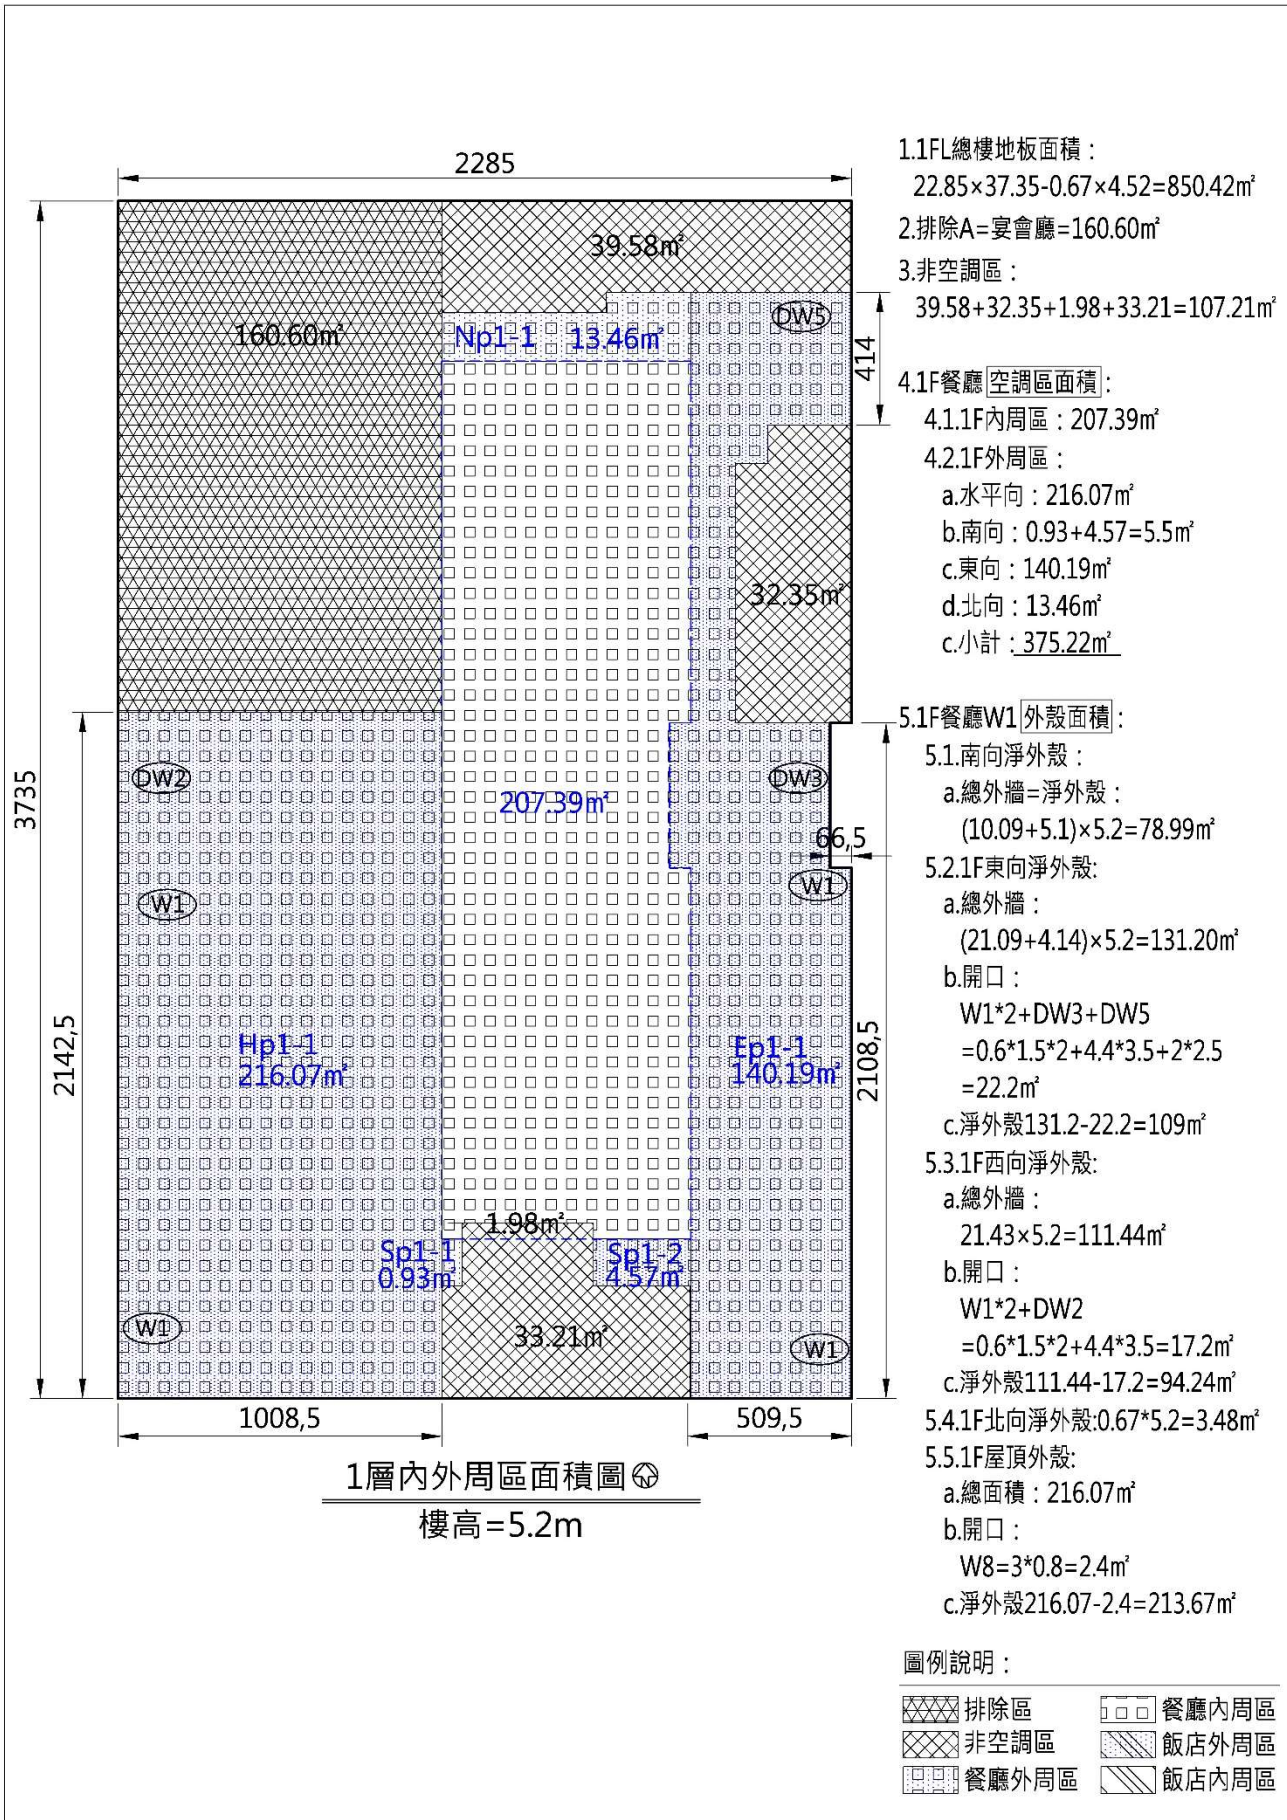 2285
39.58㎡
160.60㎡
Np1-1
13.46㎡
DW5
414
32.35㎡
3735
DW2
DW3
207.39㎡
66,5
W1
W1
2142,5
2108,5
Hp1-1
216.07㎡
Ep1-1
140.19㎡
1.98㎡
Sp1-1
0.93㎡
Sp1-2
4.57㎡
33.21㎡
W1
W1
1008,5
509,5
1層內外周區面積圖
樓高=5.2m
1.1FL總樓地板面積：
22.85×37.35-0.67×4.52=850.42㎡
2.排除A=宴會廳=160.60㎡
3.非空調區：
39.58+32.35+1.98+33.21=107.21㎡
4.1F餐廳空調區面積：
4.1.1F內周區：207.39㎡
4.2.1F外周區：
a.水平向：216.07㎡
b.南向：0.93+4.57=5.5㎡
c.東向：140.19㎡
d.北向：13.46㎡
c.小計：375.22㎡
5.1F餐廳W1外殼面積：
5.1.南向淨外殼：
a.總外牆=淨外殼：
(10.09+5.1)×5.2=78.99㎡
5.2.1F東向淨外殼:
a.總外牆：
(21.09+4.14)×5.2=131.20㎡
b.開口：
W1*2+DW3+DW5
=0.6*1.5*2+4.4*3.5+2*2.5
=22.2㎡
c.淨外殼131.2-22.2=109㎡
5.3.1F西向淨外殼:
a.總外牆：
21.43×5.2=111.44㎡
b.開口：
W1*2+DW2
=0.6*1.5*2+4.4*3.5=17.2㎡
c.淨外殼111.44-17.2=94.24㎡
5.4.1F北向淨外殼:0.67*5.2=3.48㎡
5.5.1F屋頂外殼:
a.總面積：216.07㎡
b.開口：
W8=3*0.8=2.4㎡
c.淨外殼216.07-2.4=213.67㎡
圖例說明：
排除區
餐廳內周區
非空調區
飯店外周區
餐廳外周區
飯店內周區